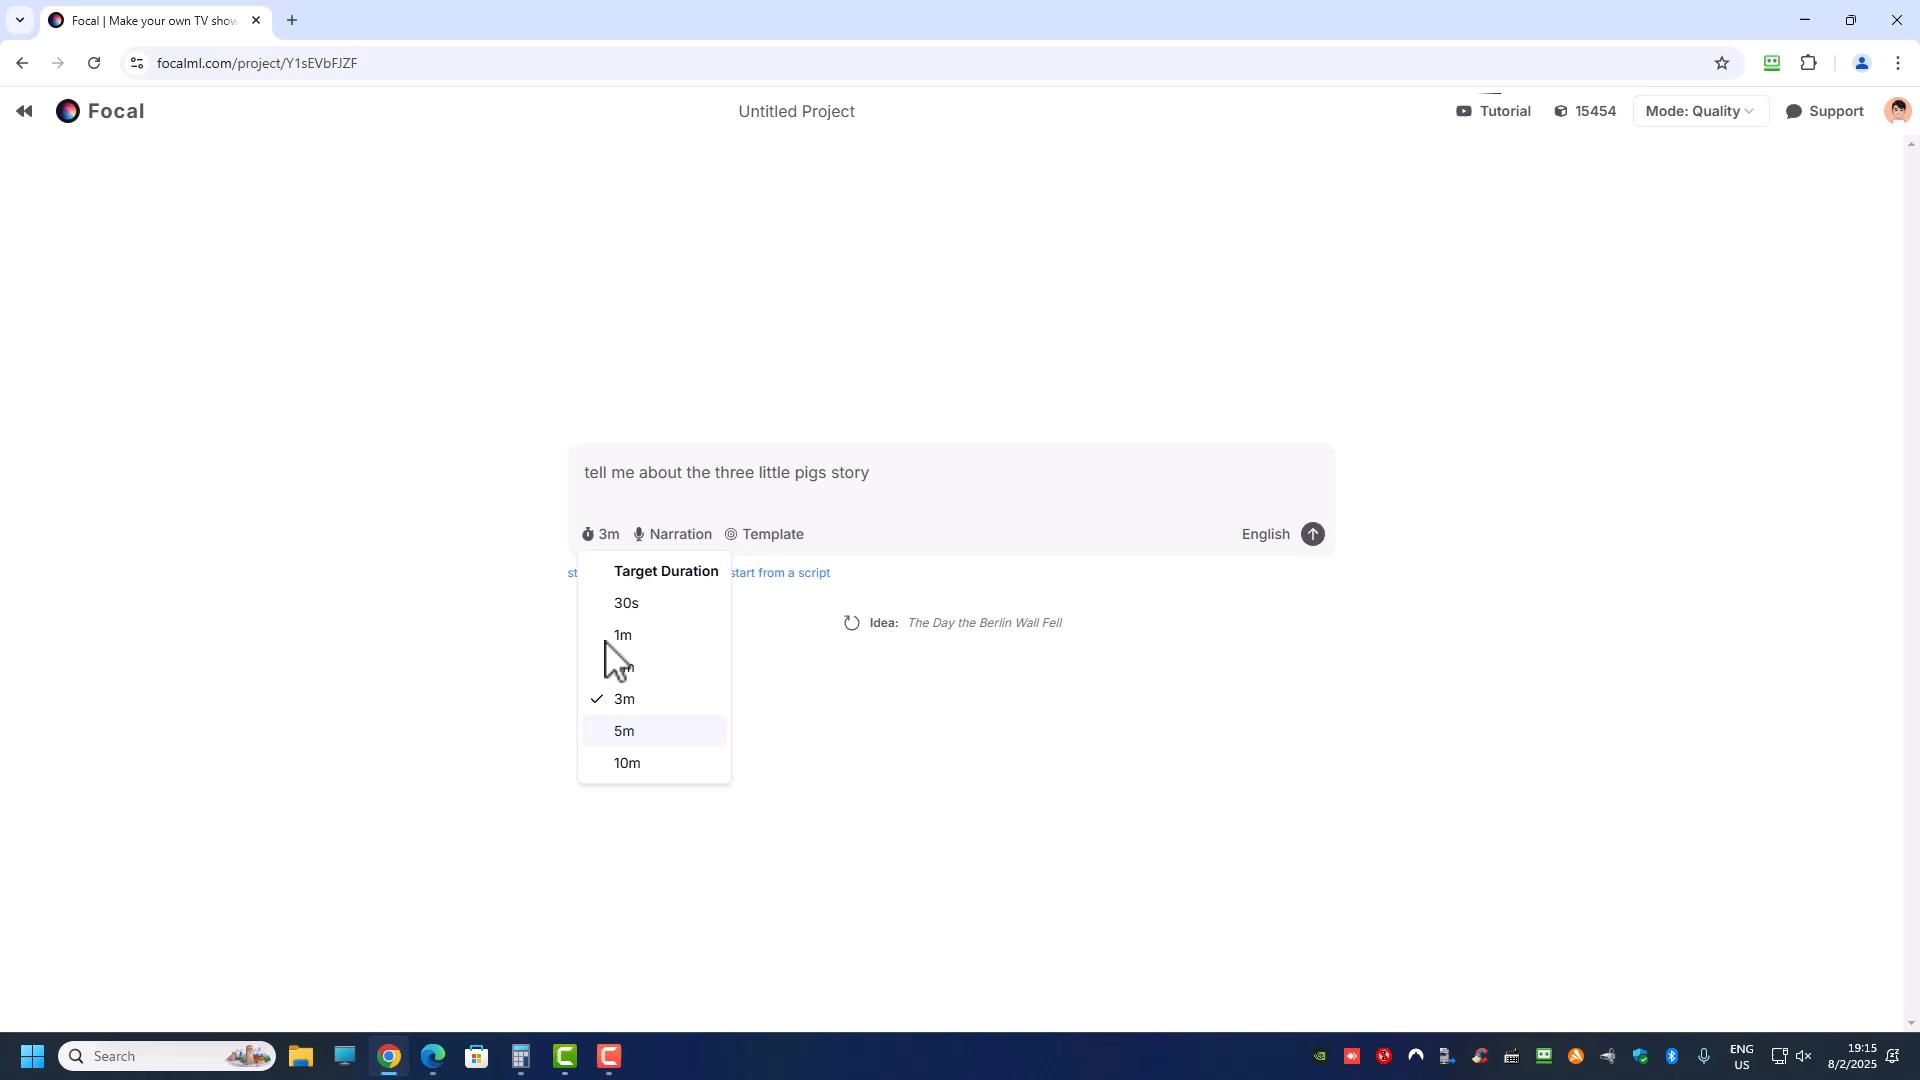 Focal | Make your own TV show
focalml.com/project/Y1sEVbFJZF
Focal
Untitled Project
Tutorial
15454
Mode: Quality
Support
tell me about the three little pigs story
3m
Narration
Template
English
Target Duration
start from a script
30s
1m
3m
5m
10m
Idea: The Day the Berlin Wall Fell
Search
ENG
US
19:15
8/2/2025